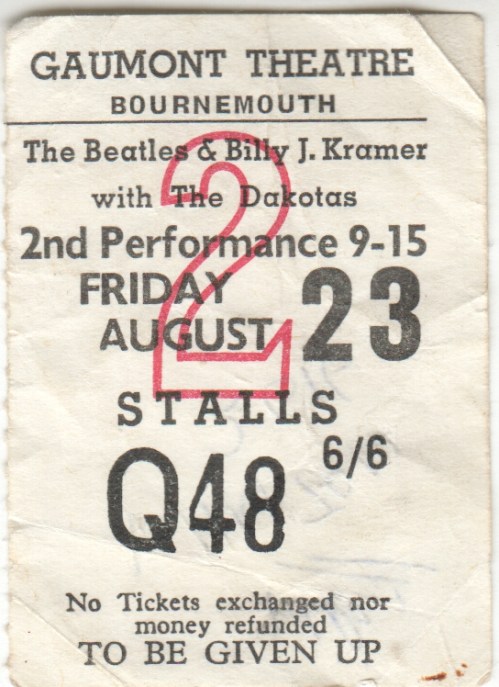 GAUMONT THEATRE
BOURNEMOUTH
The Beatles & Billy J. Kramer
with The Dakotas
2nd Performance 9-15
FRIDAY
AUGUST 23
2
STALLS
6/6
Q48
No Tickets exchanged nor
money refunded
TO BE GIVEN UP